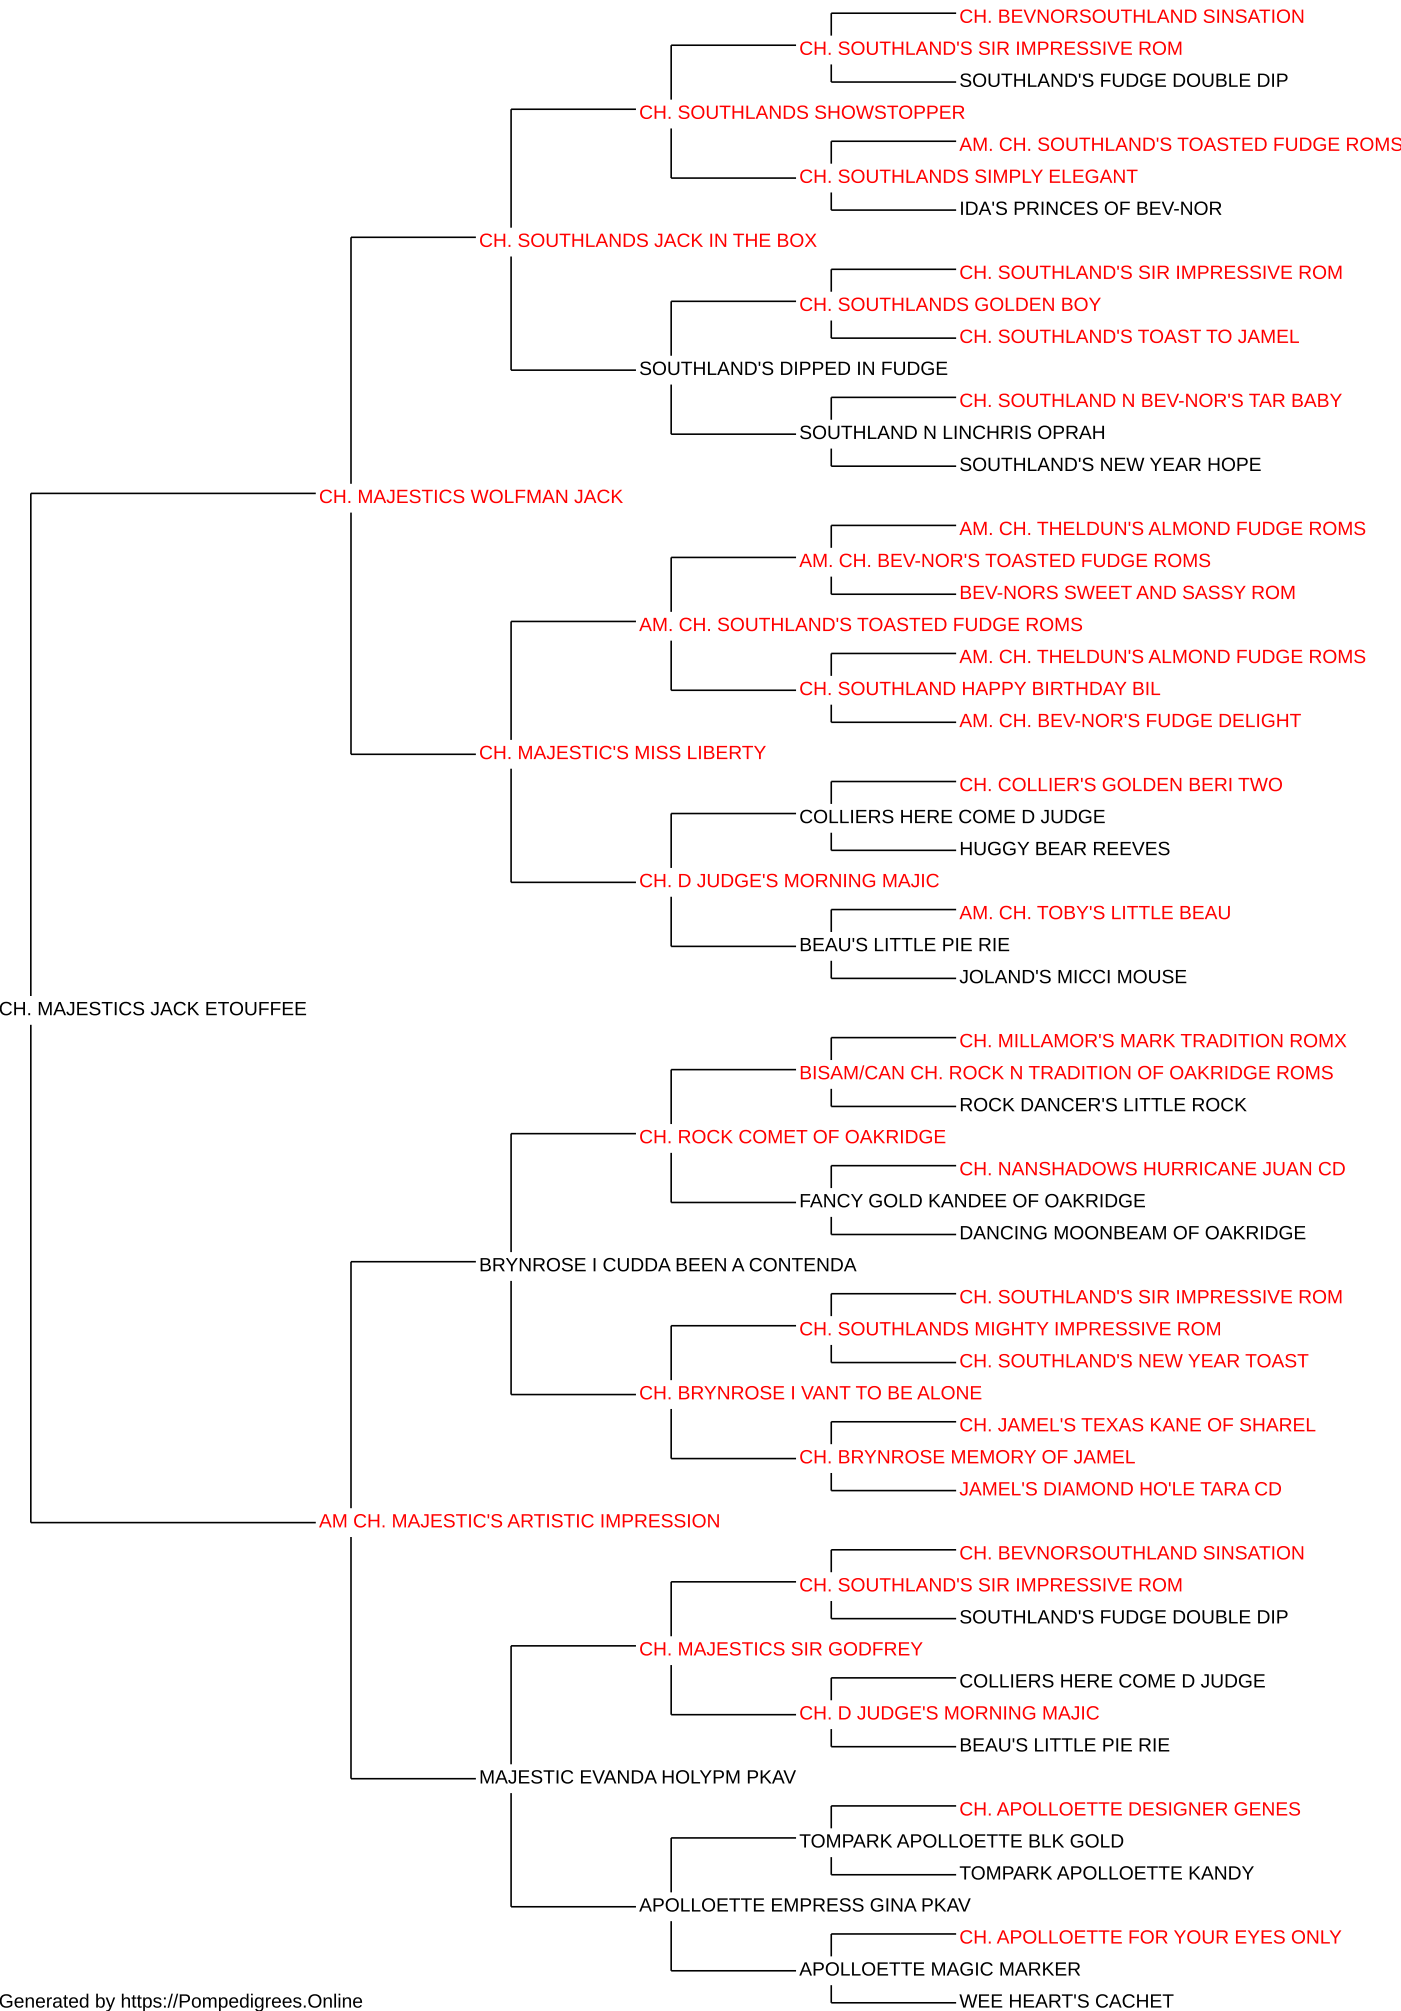 CH. BEVNORSOUTHLAND SINSATION
CH. SOUTHLAND'S SIR IMPRESSIVE ROM
SOUTHLAND'S FUDGE DOUBLE DIP
CH. SOUTHLANDS SHOWSTOPPER
AM. CH. SOUTHLAND'S TOASTED FUDGE ROMS
CH. SOUTHLANDS SIMPLY ELEGANT
IDA'S PRINCES OF BEV-NOR
CH. SOUTHLANDS JACK IN THE BOX
CH. SOUTHLAND'S SIR IMPRESSIVE ROM
CH. SOUTHLANDS GOLDEN BOY
CH. SOUTHLAND'S TOAST TO JAMEL
SOUTHLAND'S DIPPED IN FUDGE
CH. SOUTHLAND N BEV-NOR'S TAR BABY
SOUTHLAND N LINCHRIS OPRAH
SOUTHLAND'S NEW YEAR HOPE
CH. MAJESTICS WOLFMAN JACK
AM. CH. THELDUN'S ALMOND FUDGE ROMS
AM. CH. BEV-NOR'S TOASTED FUDGE ROMS
BEV-NORS SWEET AND SASSY ROM
AM. CH. SOUTHLAND'S TOASTED FUDGE ROMS
AM. CH. THELDUN'S ALMOND FUDGE ROMS
CH. SOUTHLAND HAPPY BIRTHDAY BIL
AM. CH. BEV-NOR'S FUDGE DELIGHT
CH. MAJESTIC'S MISS LIBERTY
CH. COLLIER'S GOLDEN BERI TWO
COLLIERS HERE COME D JUDGE
HUGGY BEAR REEVES
CH. D JUDGE'S MORNING MAJIC
AM. CH. TOBY'S LITTLE BEAU
BEAU'S LITTLE PIE RIE
JOLAND'S MICCI MOUSE
CH. MAJESTICS JACK ETOUFFEE
CH. MILLAMOR'S MARK TRADITION ROMX
BISAM/CAN CH. ROCK N TRADITION OF OAKRIDGE ROMS
ROCK DANCER'S LITTLE ROCK
CH. ROCK COMET OF OAKRIDGE
CH. NANSHADOWS HURRICANE JUAN CD
FANCY GOLD KANDEE OF OAKRIDGE
DANCING MOONBEAM OF OAKRIDGE
BRYNROSE I CUDDA BEEN A CONTENDA
CH. SOUTHLAND'S SIR IMPRESSIVE ROM
CH. SOUTHLANDS MIGHTY IMPRESSIVE ROM
CH. SOUTHLAND'S NEW YEAR TOAST
CH. BRYNROSE I VANT TO BE ALONE
CH. JAMEL'S TEXAS KANE OF SHAREL
CH. BRYNROSE MEMORY OF JAMEL
JAMEL'S DIAMOND HO'LE TARA CD
AM CH. MAJESTIC'S ARTISTIC IMPRESSION
CH. BEVNORSOUTHLAND SINSATION
CH. SOUTHLAND'S SIR IMPRESSIVE ROM
SOUTHLAND'S FUDGE DOUBLE DIP
CH. MAJESTICS SIR GODFREY
COLLIERS HERE COME D JUDGE
CH. D JUDGE'S MORNING MAJIC
BEAU'S LITTLE PIE RIE
MAJESTIC EVANDA HOLYPM PKAV
CH. APOLLOETTE DESIGNER GENES
TOMPARK APOLLOETTE BLK GOLD
TOMPARK APOLLOETTE KANDY
APOLLOETTE EMPRESS GINA PKAV
CH. APOLLOETTE FOR YOUR EYES ONLY
APOLLOETTE MAGIC MARKER
WEE HEART'S CACHET
Generated by https://Pompedigrees.Online